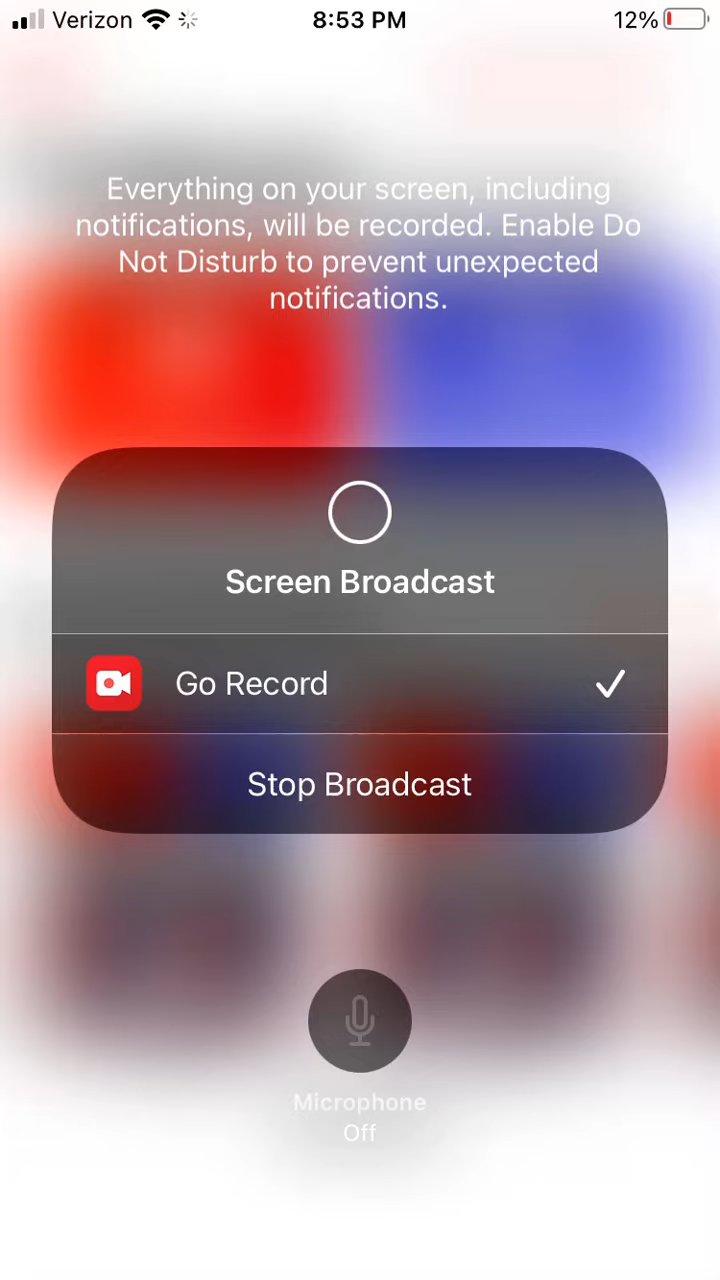 Verizon 8:53 PM 12%
Everything on your screen, including
notifications, will be recorded. Enable Do
Not Disturb to prevent unexpected
notifications.
Screen Broadcast
Go Record
Stop Broadcast
Microphone
Off